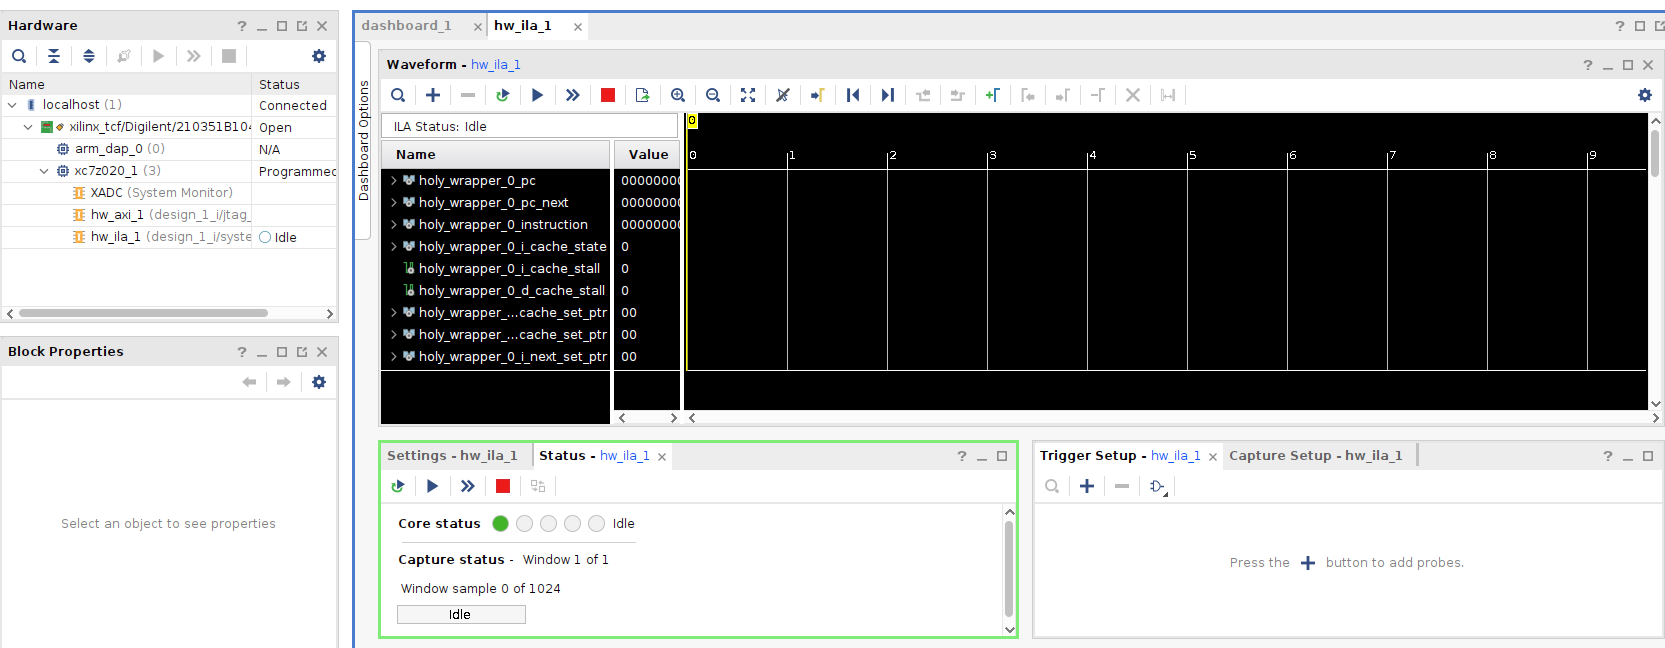 Hardware
Name Status
localhost (1) Connected
xilinx_tcf/Digilent/210351B104 Open
arm_dap_0 (0) N/A
xc7z020_1 (3) Programmed
XADC (System Monitor)
hw_axi_1 (design_1_i/jtag_
hw_ila_1 (design_1_i/syste Idle
Block Properties
Select an object to see properties
dashboard_1 hw_ila_1
Dashboard Options
Waveform - hw_ila_1
ILA Status: Idle
Name Value
0
0 1 2 3 4 5 6 7 8 9
holy_wrapper_0_pc 00000000
holy_wrapper_0_pc_next 00000000
holy_wrapper_0_instruction 00000000
holy_wrapper_0_i_cache_state 0
holy_wrapper_0_i_cache_stall 0
holy_wrapper_0_d_cache_stall 0
holy_wrapper_...cache_set_ptr 00
holy_wrapper_...cache_set_ptr 00
holy_wrapper_0_i_next_set_ptr 00
Settings - hw_ila_1 Status - hw_ila_1
Core status Idle
Capture status - Window 1 of 1
Window sample 0 of 1024
Idle
Trigger Setup - hw_ila_1 Capture Setup - hw_ila_1
Press the + button to add probes.